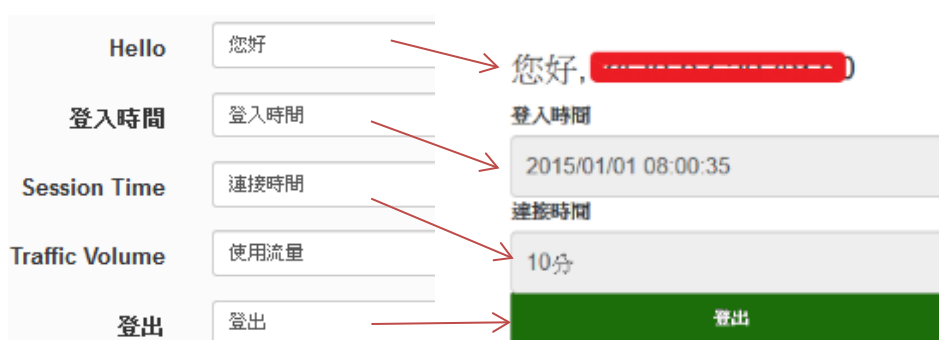 Hello
您好
登入時間
登入時間
Session Time
連接時間
Traffic Volume
使用流量
登出
登出
您好,
登入時間
2015/01/01 08:00:35
連接時間
10分
登出